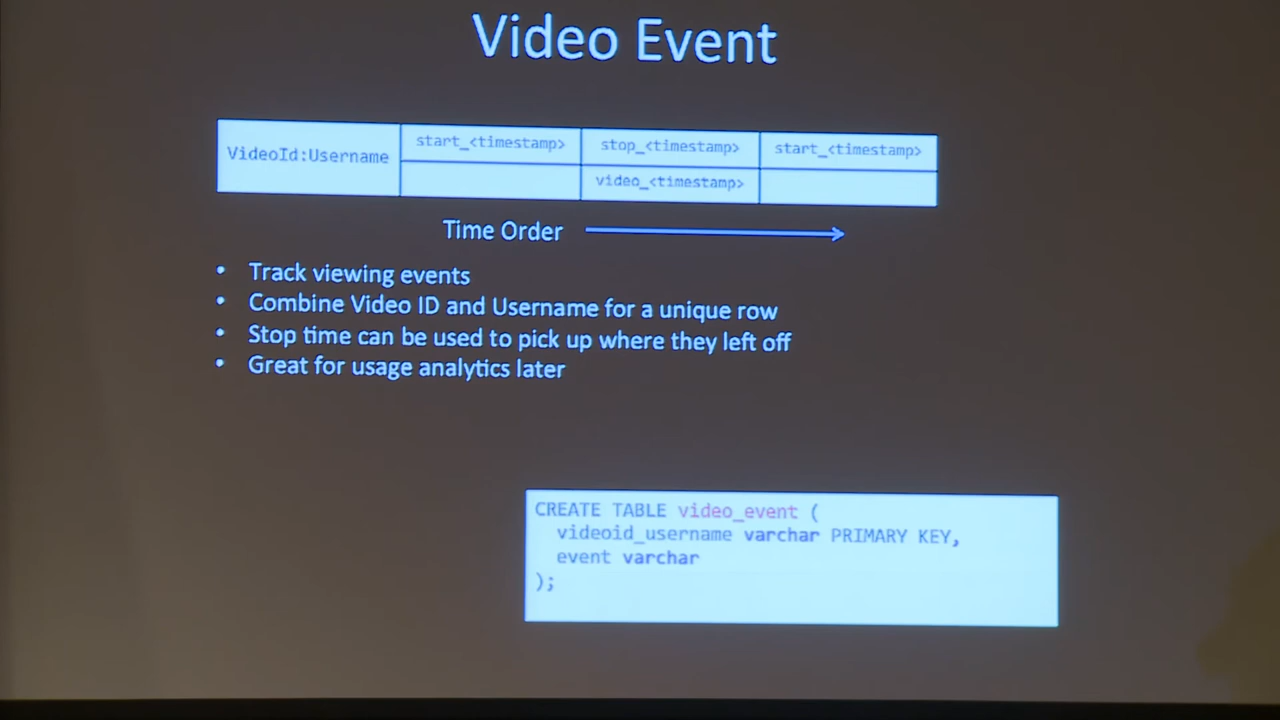 Video Event
VideoId:Username
start_<timestamp>
stop_<timestamp>
start_<timestamp>
video_<timestamp>
Time Order
• Track viewing events
• Combine Video ID and Username for a unique row
• Stop time can be used to pick up where they left off
• Great for usage analytics later
CREATE TABLE video_event (
videoid_username varchar PRIMARY KEY,
event varchar
);